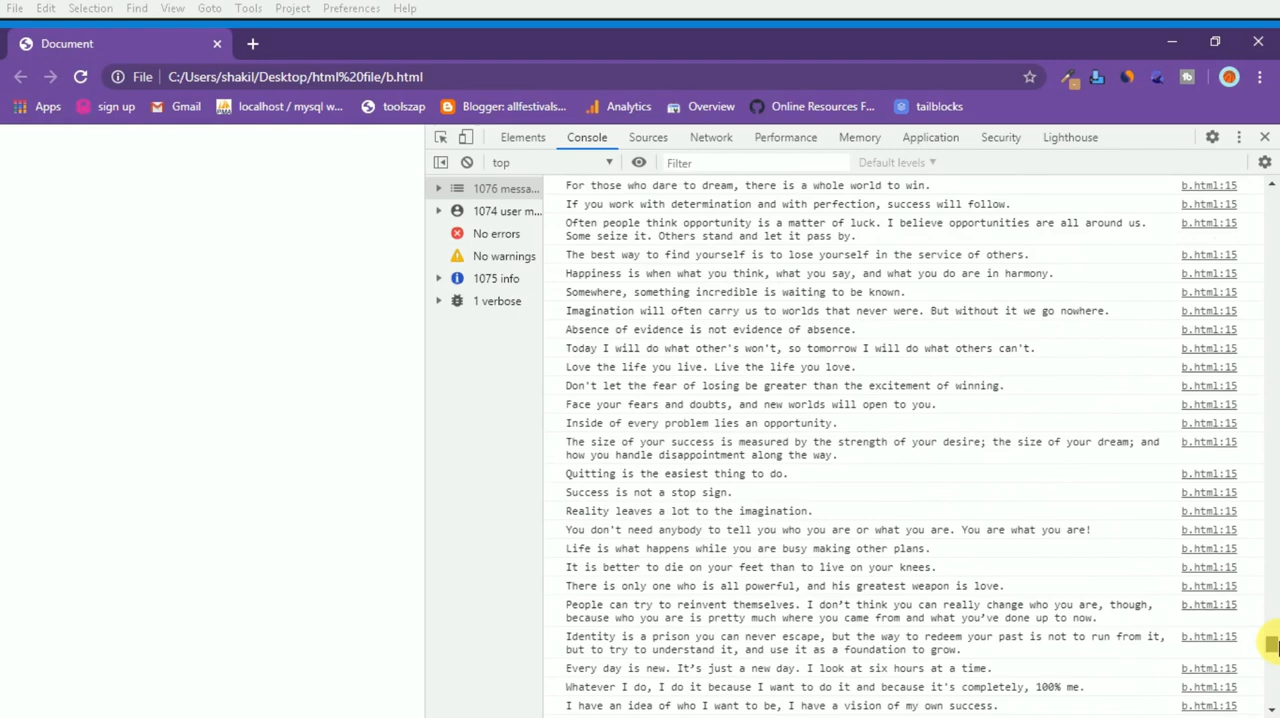 File Edit Selection Find View Goto Tools Project Preferences Help
Document
File C:/Users/shakil/Desktop/html%20file/b.html
Apps sign up Gmail localhost / mysql w... toolszap Blogger: allfestivals... Analytics Overview Online Resources F... tailblocks
Elements Console Sources Network Performance Memory Application Security Lighthouse
top Filter Default levels
1076 messa...
1074 user m...
No errors
No warnings
1075 info
1 verbose
For those who dare to dream, there is a whole world to win. b.html:15
If you work with determination and with perfection, success will follow. b.html:15
Often people think opportunity is a matter of luck. I believe opportunities are all around us. b.html:15
Some seize it. Others stand and let it pass by.
The best way to find yourself is to lose yourself in the service of others. b.html:15
Happiness is when what you think, what you say, and what you do are in harmony. b.html:15
Somewhere, something incredible is waiting to be known. b.html:15
Imagination will often carry us to worlds that never were. But without it we go nowhere. b.html:15
Absence of evidence is not evidence of absence. b.html:15
Today I will do what other's won't, so tomorrow I will do what others can't. b.html:15
Love the life you live. Live the life you love. b.html:15
Don't let the fear of losing be greater than the excitement of winning. b.html:15
Face your fears and doubts, and new worlds will open to you. b.html:15
Inside of every problem lies an opportunity. b.html:15
The size of your success is measured by the strength of your desire; the size of your dream; and b.html:15
how you handle disappointment along the way.
Quitting is the easiest thing to do. b.html:15
Success is not a stop sign. b.html:15
Reality leaves a lot to the imagination. b.html:15
You don't need anybody to tell you who you are or what you are. You are what you are! b.html:15
Life is what happens while you are busy making other plans. b.html:15
It is better to die on your feet than to live on your knees. b.html:15
There is only one who is all powerful, and his greatest weapon is love. b.html:15
People can try to reinvent themselves. I don’t think you can really change who you are, though, b.html:15
because who you are is pretty much where you came from and what you’ve done up to now.
Identity is a prison you can never escape, but the way to redeem your past is not to run from it, b.html:15
but to try to understand it, and use it as a foundation to grow.
Every day is new. It’s just a new day. I look at six hours at a time. b.html:15
Whatever I do, I do it because I want to do it and because it's completely, 100% me. b.html:15
I have an idea of who I want to be, I have a vision of my own success. b.html:15